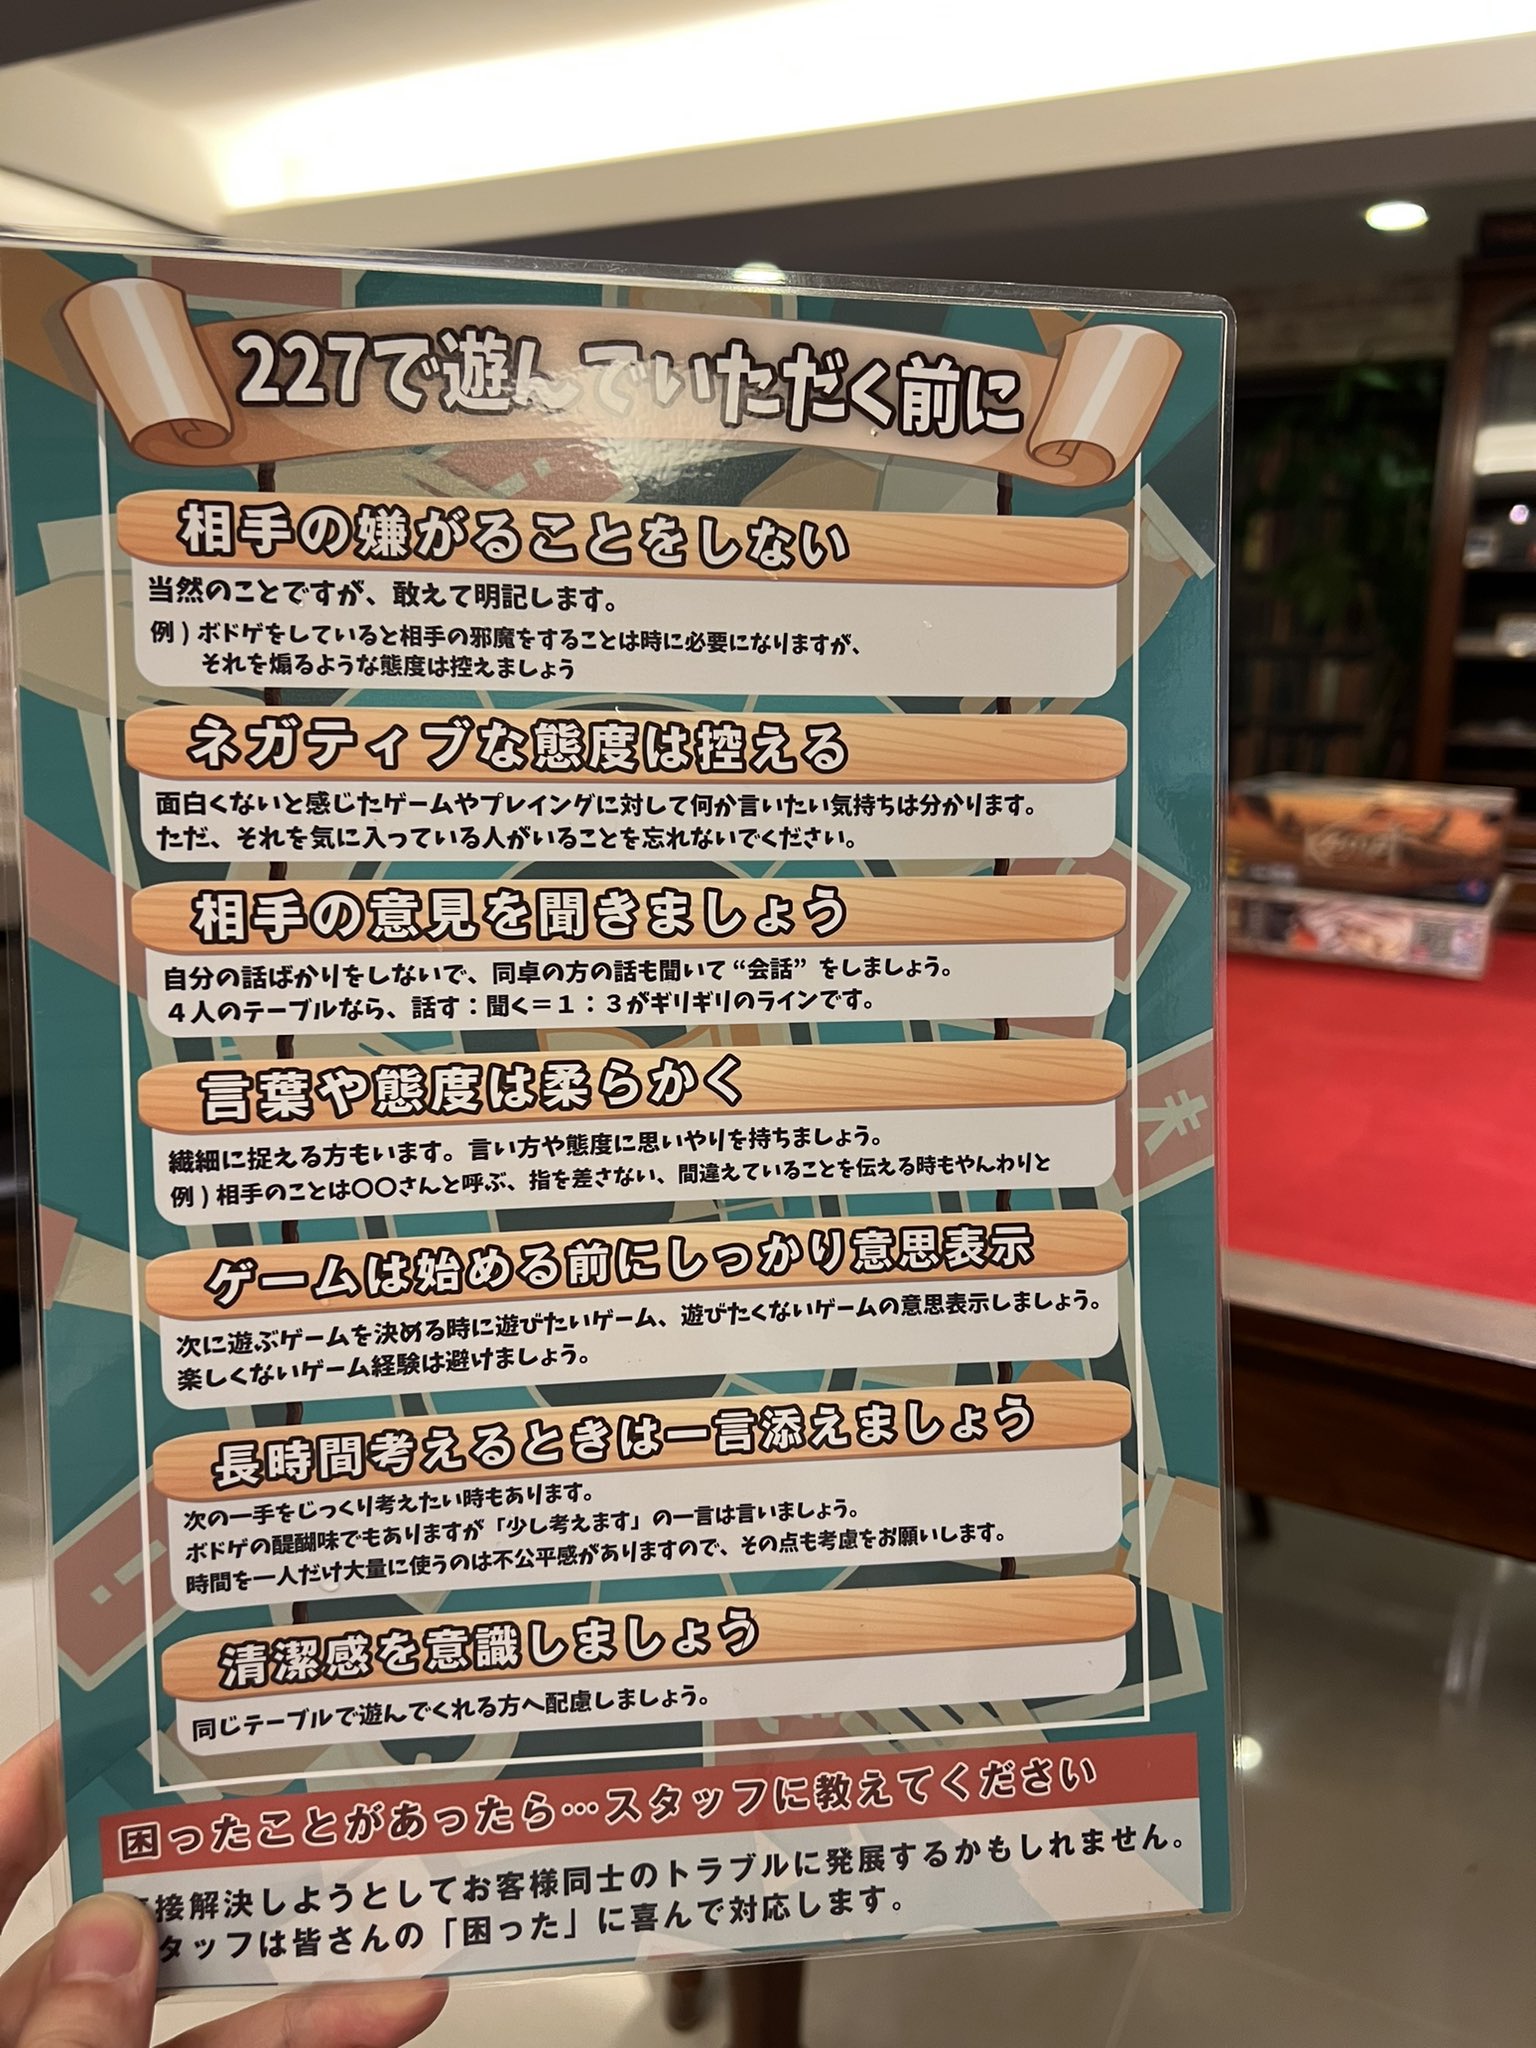 227で遊んでいただく前に
相手の嫌がることをしない
当然のことですが、敢えて明記します。
例）ボドゲをしていると相手の邪魔をすることは時に必要になりますが、
それを煽るような態度は控えましょう
ネガティブな態度は控える
面白くないと感じたゲームやプレイングに対して何か言いたい気持ちは分かります。
ただ、それを気に入っている人がいることを忘れないでください。
相手の意見を聞きましょう
自分の話ばかりをしないで、同卓の方の話も聞いて“会話”をしましょう。
４人のテーブルなら、話す：聞く＝１：３がギリギリのラインです。
言葉や態度は柔らかく
繊細に捉える方もいます。言い方や態度に思いやりを持ちましょう。
例）相手のことは〇〇さんと呼ぶ、指を差さない、間違えていることを伝える時もやんわりと
ゲームは始める前にしっかり意思表示
次に遊ぶゲームを決める時に遊びたいゲーム、遊びたくないゲームの意思表示しましょう。
楽しくないゲーム経験は避けましょう。
長時間考えるときは一言添えましょう
次の一手をじっくり考えたい時もあります。
ボドゲの醍醐味でもありますが「少し考えます」の一言は言いましょう。
時間を一人だけ大量に使うのは不公平感がありますので、その点も考慮をお願いします。
清潔感を意識しましょう
同じテーブルで遊んでくれる方へ配慮しましょう。
困ったことがあったら…スタッフに教えてください
接解決しようとしてお客様同士のトラブルに発展するかもしれません。
タッフは皆さんの「困った」に喜んで対応します。